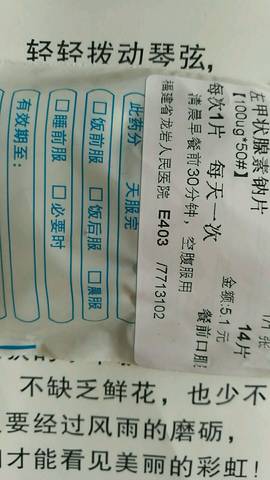 轻轻拨动琴弦,
左甲状腺素钠片
【100ug*50#】
14片
每次1片 每天一次
金额:5.1元
清晨早餐前30分钟，空腹服用
餐前口服
福建省龙岩人民医院 E403 /7713102
此药分 天服完
□饭前服 □饭后服 □晨服
□睡前服 □必要时
有效期至:
不缺乏鲜花，也少不
要经过风雨的磨砺，
才能看见美丽的彩虹!